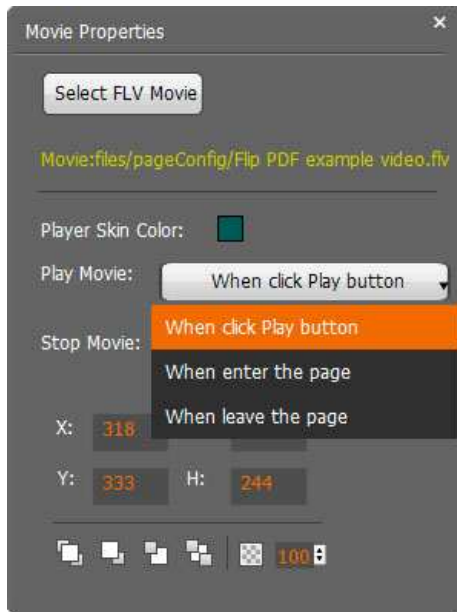 Movie Properties ×
Select FLV Movie
Movie:files/pageConfig/Flip PDF example video.flv
Player Skin Color:
Play Movie: When click Play button
When click Play button
Stop Movie:
When enter the page
When leave the page
X: 318
Y: 333 H: 244
100